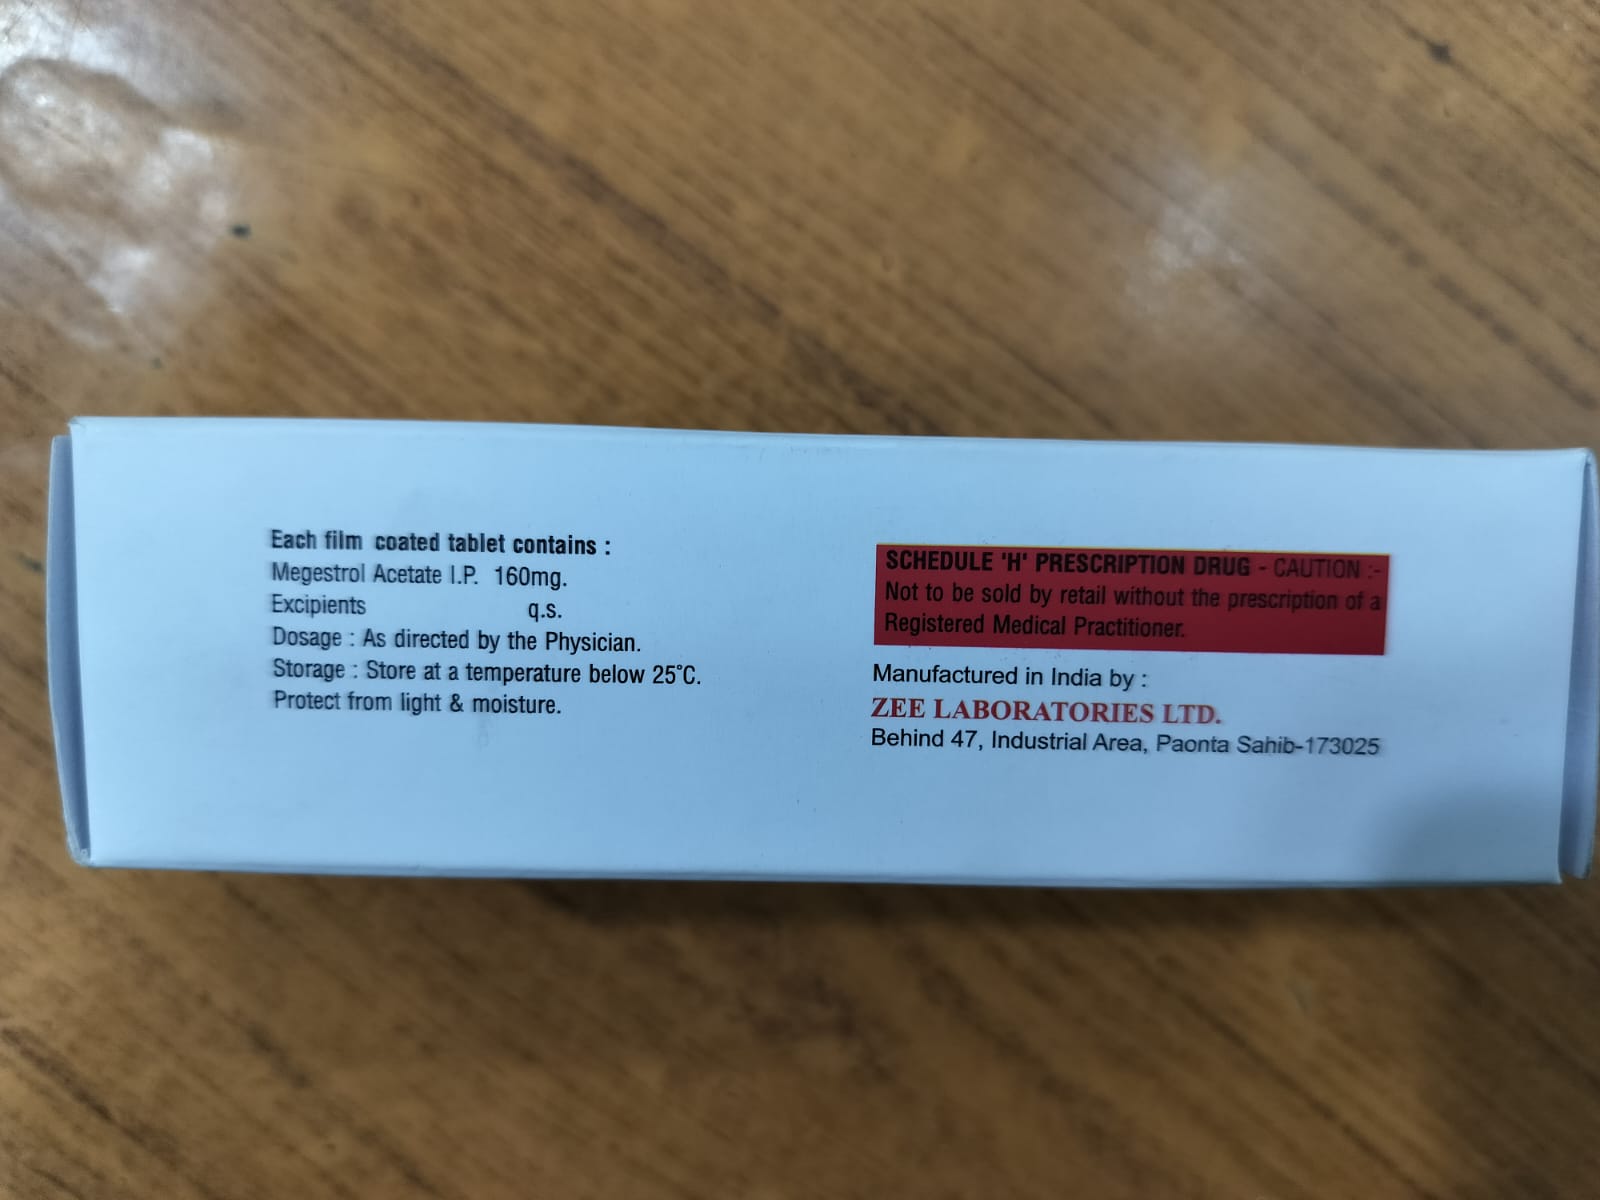 Each film coated tablet contains :
Megestrol Acetate I.P. 160mg.
Excipients q.s.
Dosage : As directed by the Physician.
Storage : Store at a temperature below 25°C.
Protect from light & moisture.
SCHEDULE 'H' PRESCRIPTION DRUG - CAUTION :-
Not to be sold by retail without the prescription of a
Registered Medical Practitioner.
Manufactured in India by :
ZEE LABORATORIES LTD.
Behind 47, Industrial Area, Paonta Sahib-173025